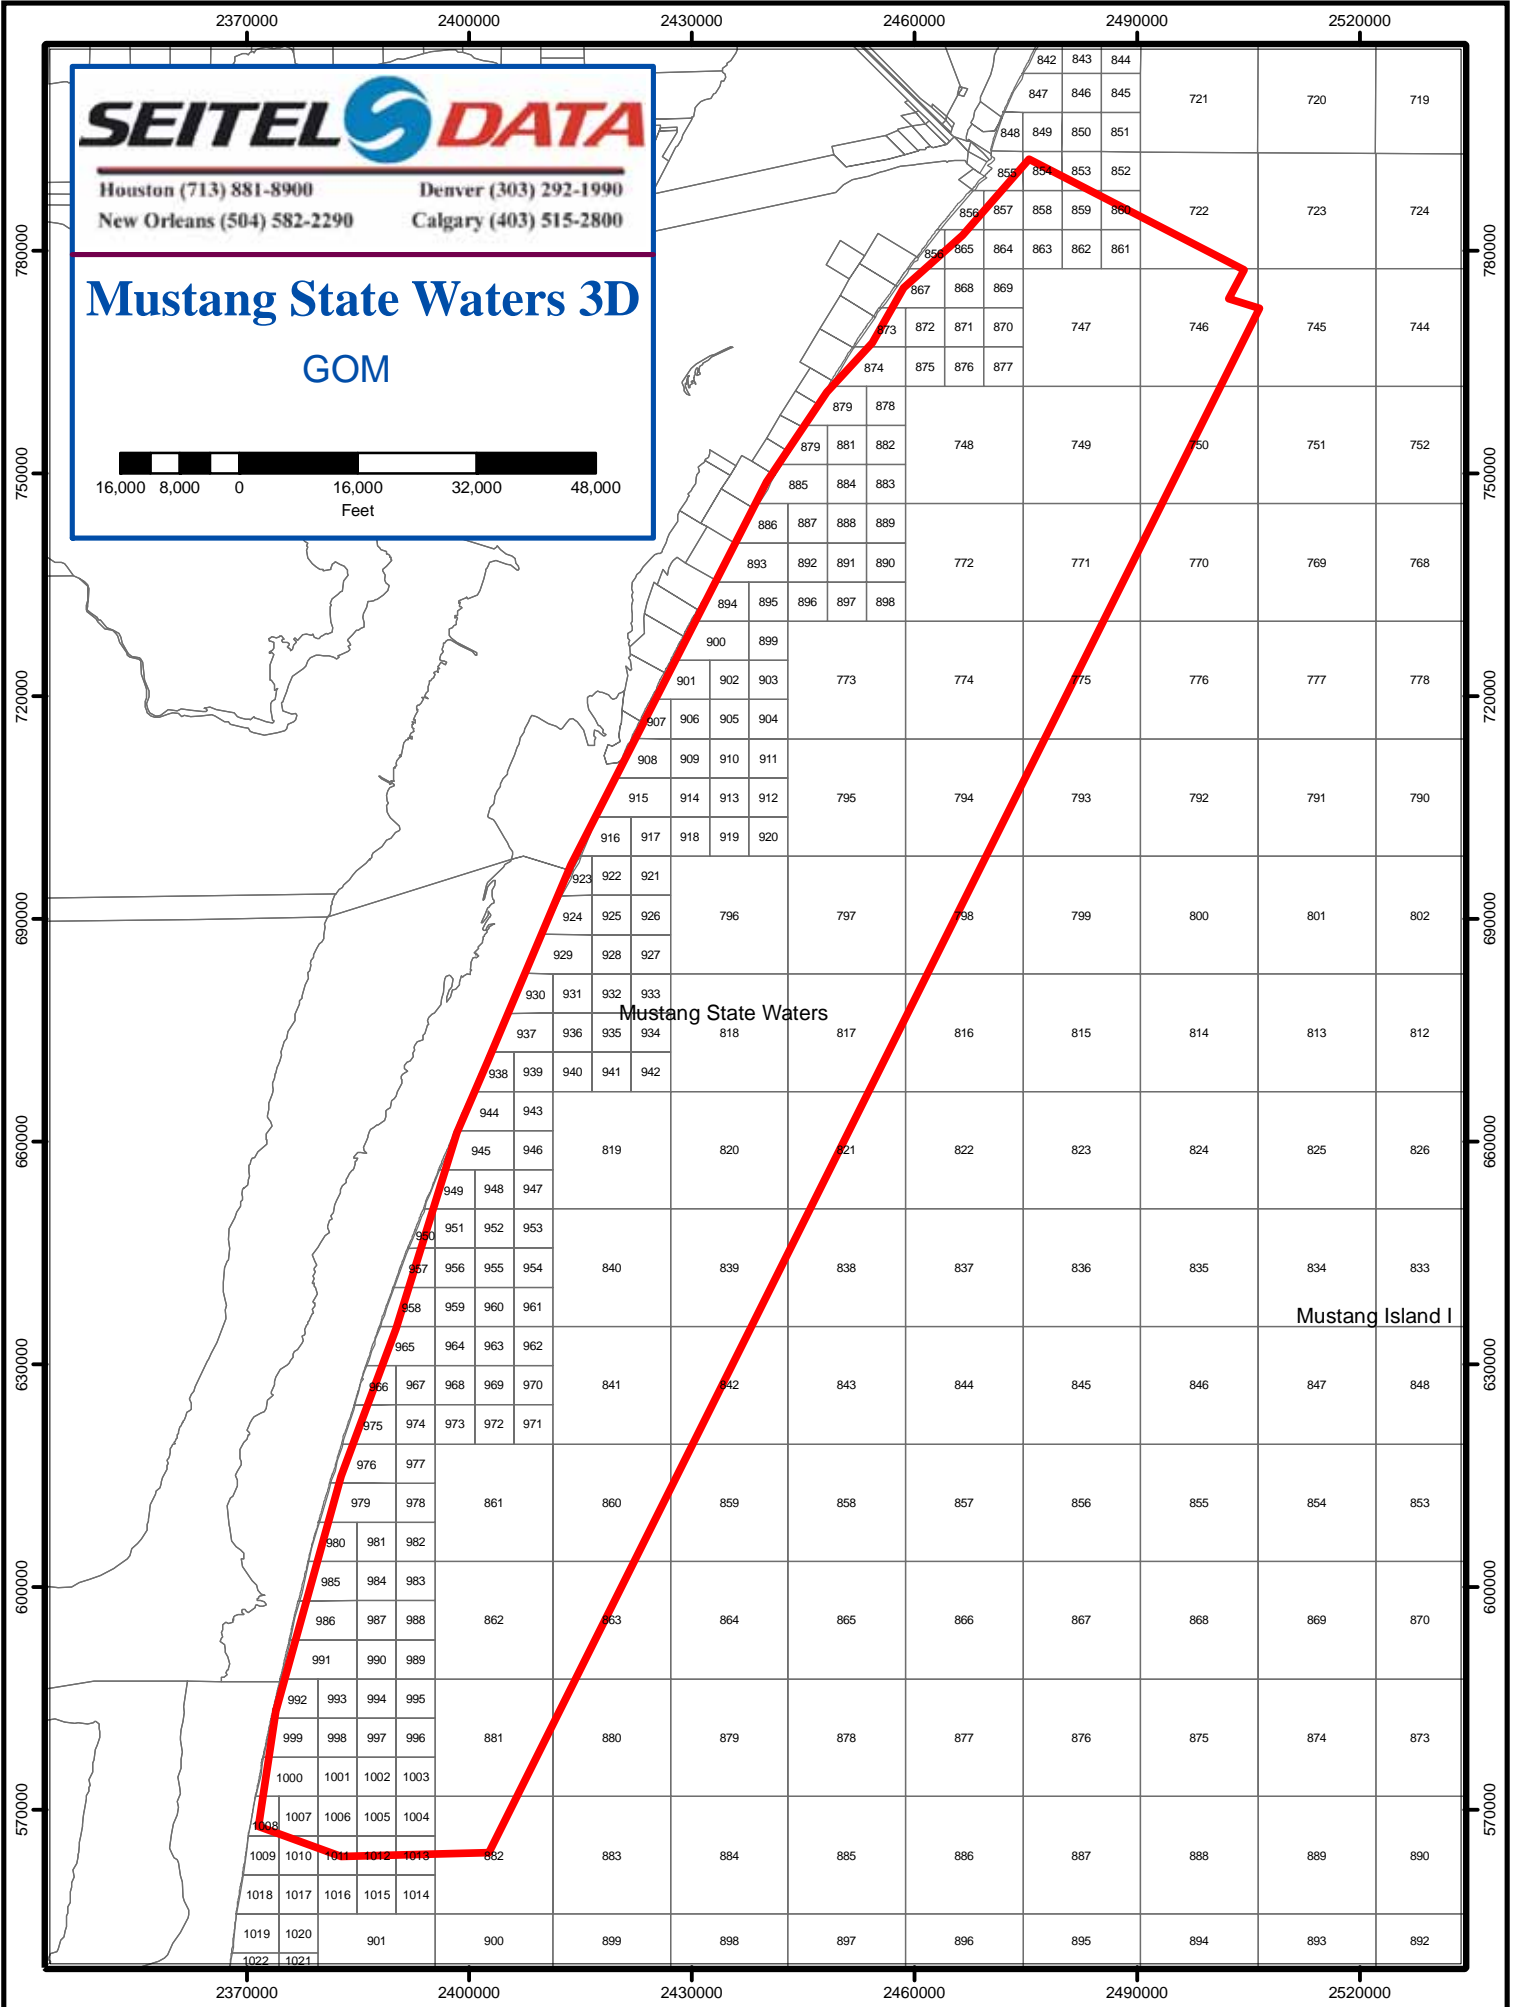 2370000 2400000 2430000 2460000 2490000 2520000
SEITEL DATA
Houston (713) 881-8900 Denver (303) 292-1990
New Orleans (504) 582-2290 Calgary (403) 515-2800
Mustang State Waters 3D
GOM
16,000 8,000 0 16,000 32,000 48,000
Feet
842 843 844
847 846 845 721 720 719
848 849 850 851
855 854 853 852
856 857 858 859 860 722 723 724
856 865 864 863 862 861
780000 780000
867 868 869
873 872 871 870 747 746 745 744
874 875 876 877
879 878
879 881 882 748 749 750 751 752
750000 750000
885 884 883
886 887 888 889
893 892 891 890 772 771 770 769 768
894 895 896 897 898
900 899
901 902 903 773 774 775 776 777 778
720000 720000
907 906 905 904
908 909 910 911
915 914 913 912 795 794 793 792 791 790
916 917 918 919 920
923 922 921
924 925 926 796 797 798 799 800 801 802
690000 690000
929 928 927
930 931 932 933
Mustang State Waters
937 936 935 934 818 817 816 815 814 813 812
938 939 940 941 942
944 943
945 946 819 820 821 822 823 824 825 826
660000 660000
949 948 947
950 951 952 953
957 956 955 954 840 839 838 837 836 835 834 833
958 959 960 961
Mustang Island I
965 964 963 962
630000 630000
966 967 968 969 970 841 842 843 844 845 846 847 848
975 974 973 972 971
976 977
979 978 861 860 859 858 857 856 855 854 853
980 981 982
985 984 983
600000 600000
986 987 988 862 863 864 865 866 867 868 869 870
991 990 989
992 993 994 995
999 998 997 996 881 880 879 878 877 876 875 874 873
1000 1001 1002 1003
570000 570000
1008 1007 1006 1005 1004
1009 1010 1011 1012 1013 882 883 884 885 886 887 888 889 890
1018 1017 1016 1015 1014
1019 1020 901 900 899 898 897 896 895 894 893 892
1022 1021
2370000 2400000 2430000 2460000 2490000 2520000